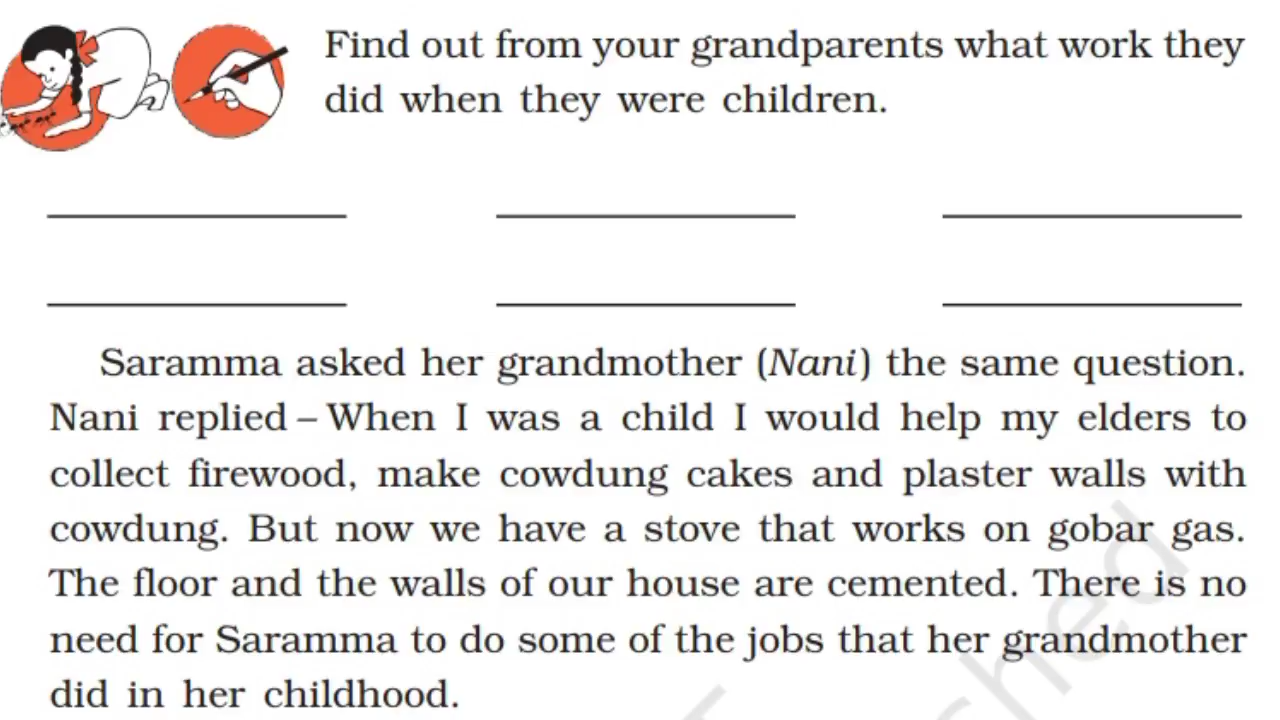 Find out from your grandparents what work they
did when they were children.
Saramma asked her grandmother (Nani) the same question.
Nani replied – When I was a child I would help my elders to
collect firewood, make cowdung cakes and plaster walls with
cowdung. But now we have a stove that works on gobar gas.
The floor and the walls of our house are cemented. There is no
need for Saramma to do some of the jobs that her grandmother
did in her childhood.
shed